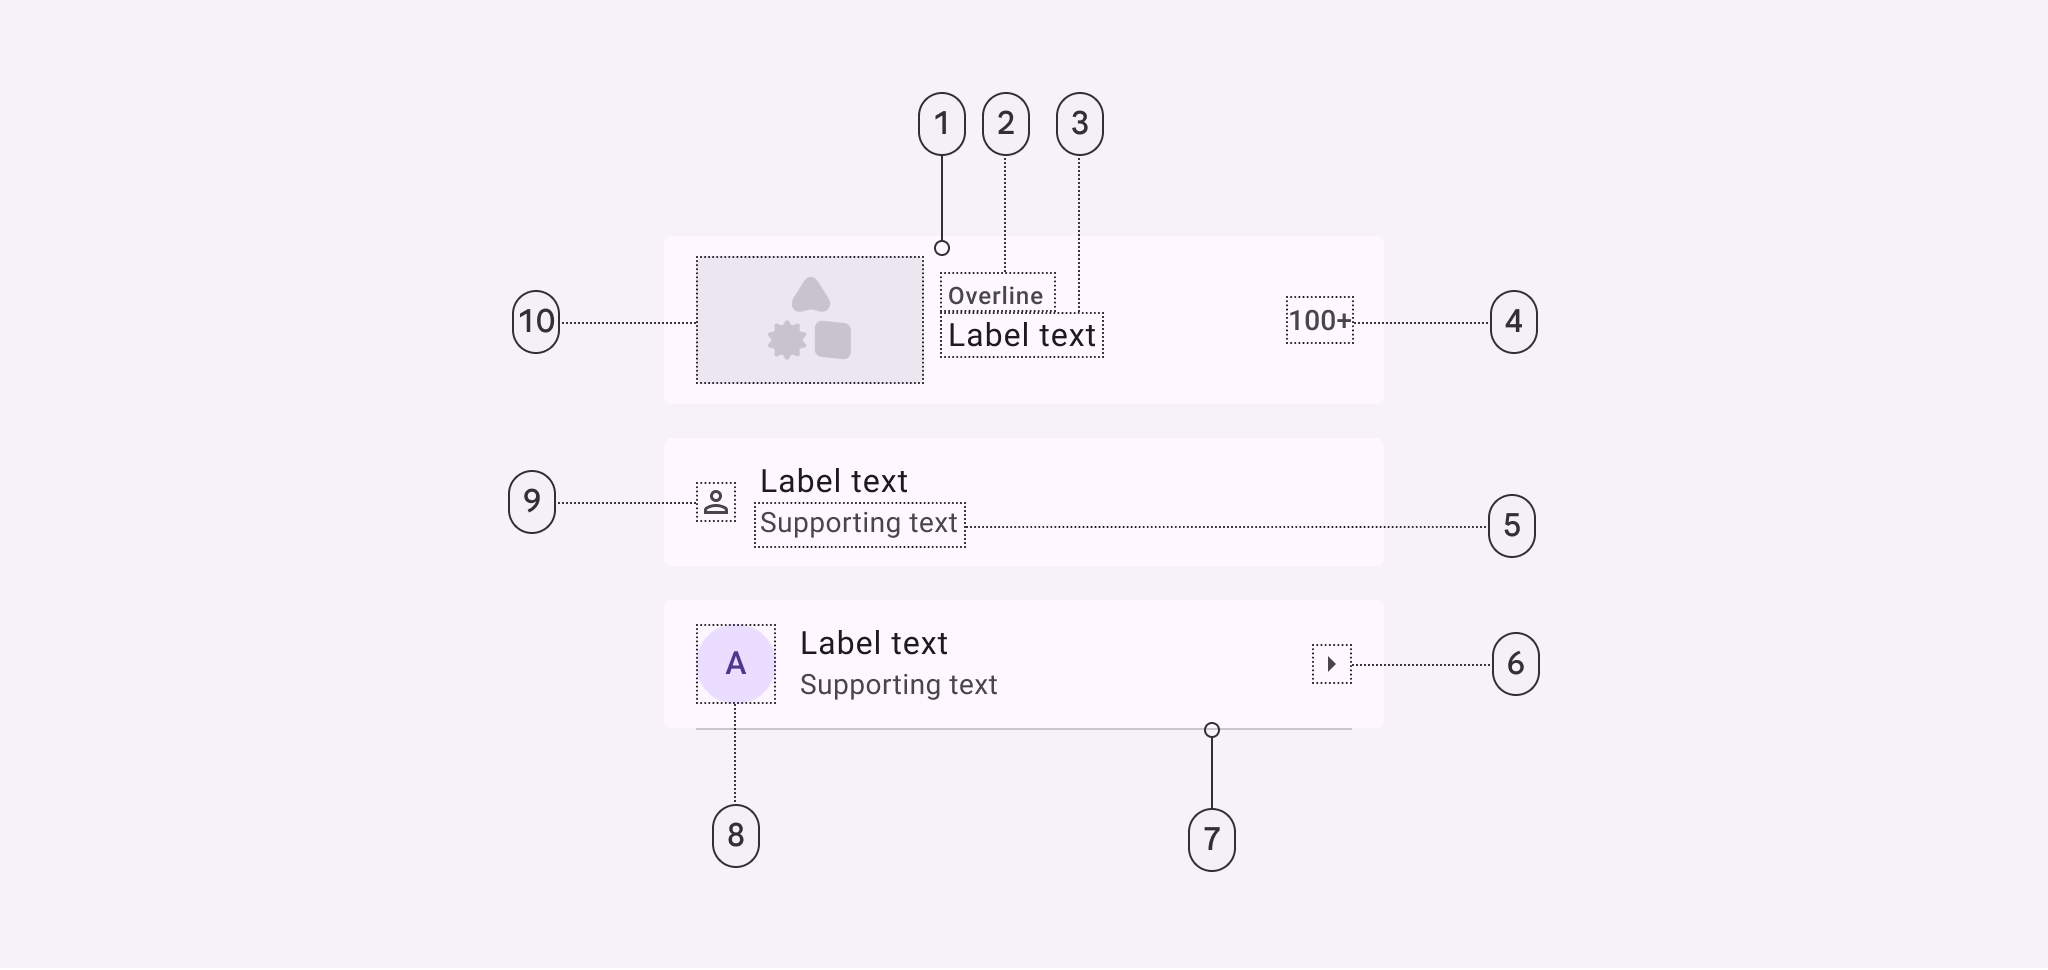 1 2 3
Overline
Label text
100+
10
4
Label text
Supporting text
9
5
A
Label text
Supporting text
6
8
7